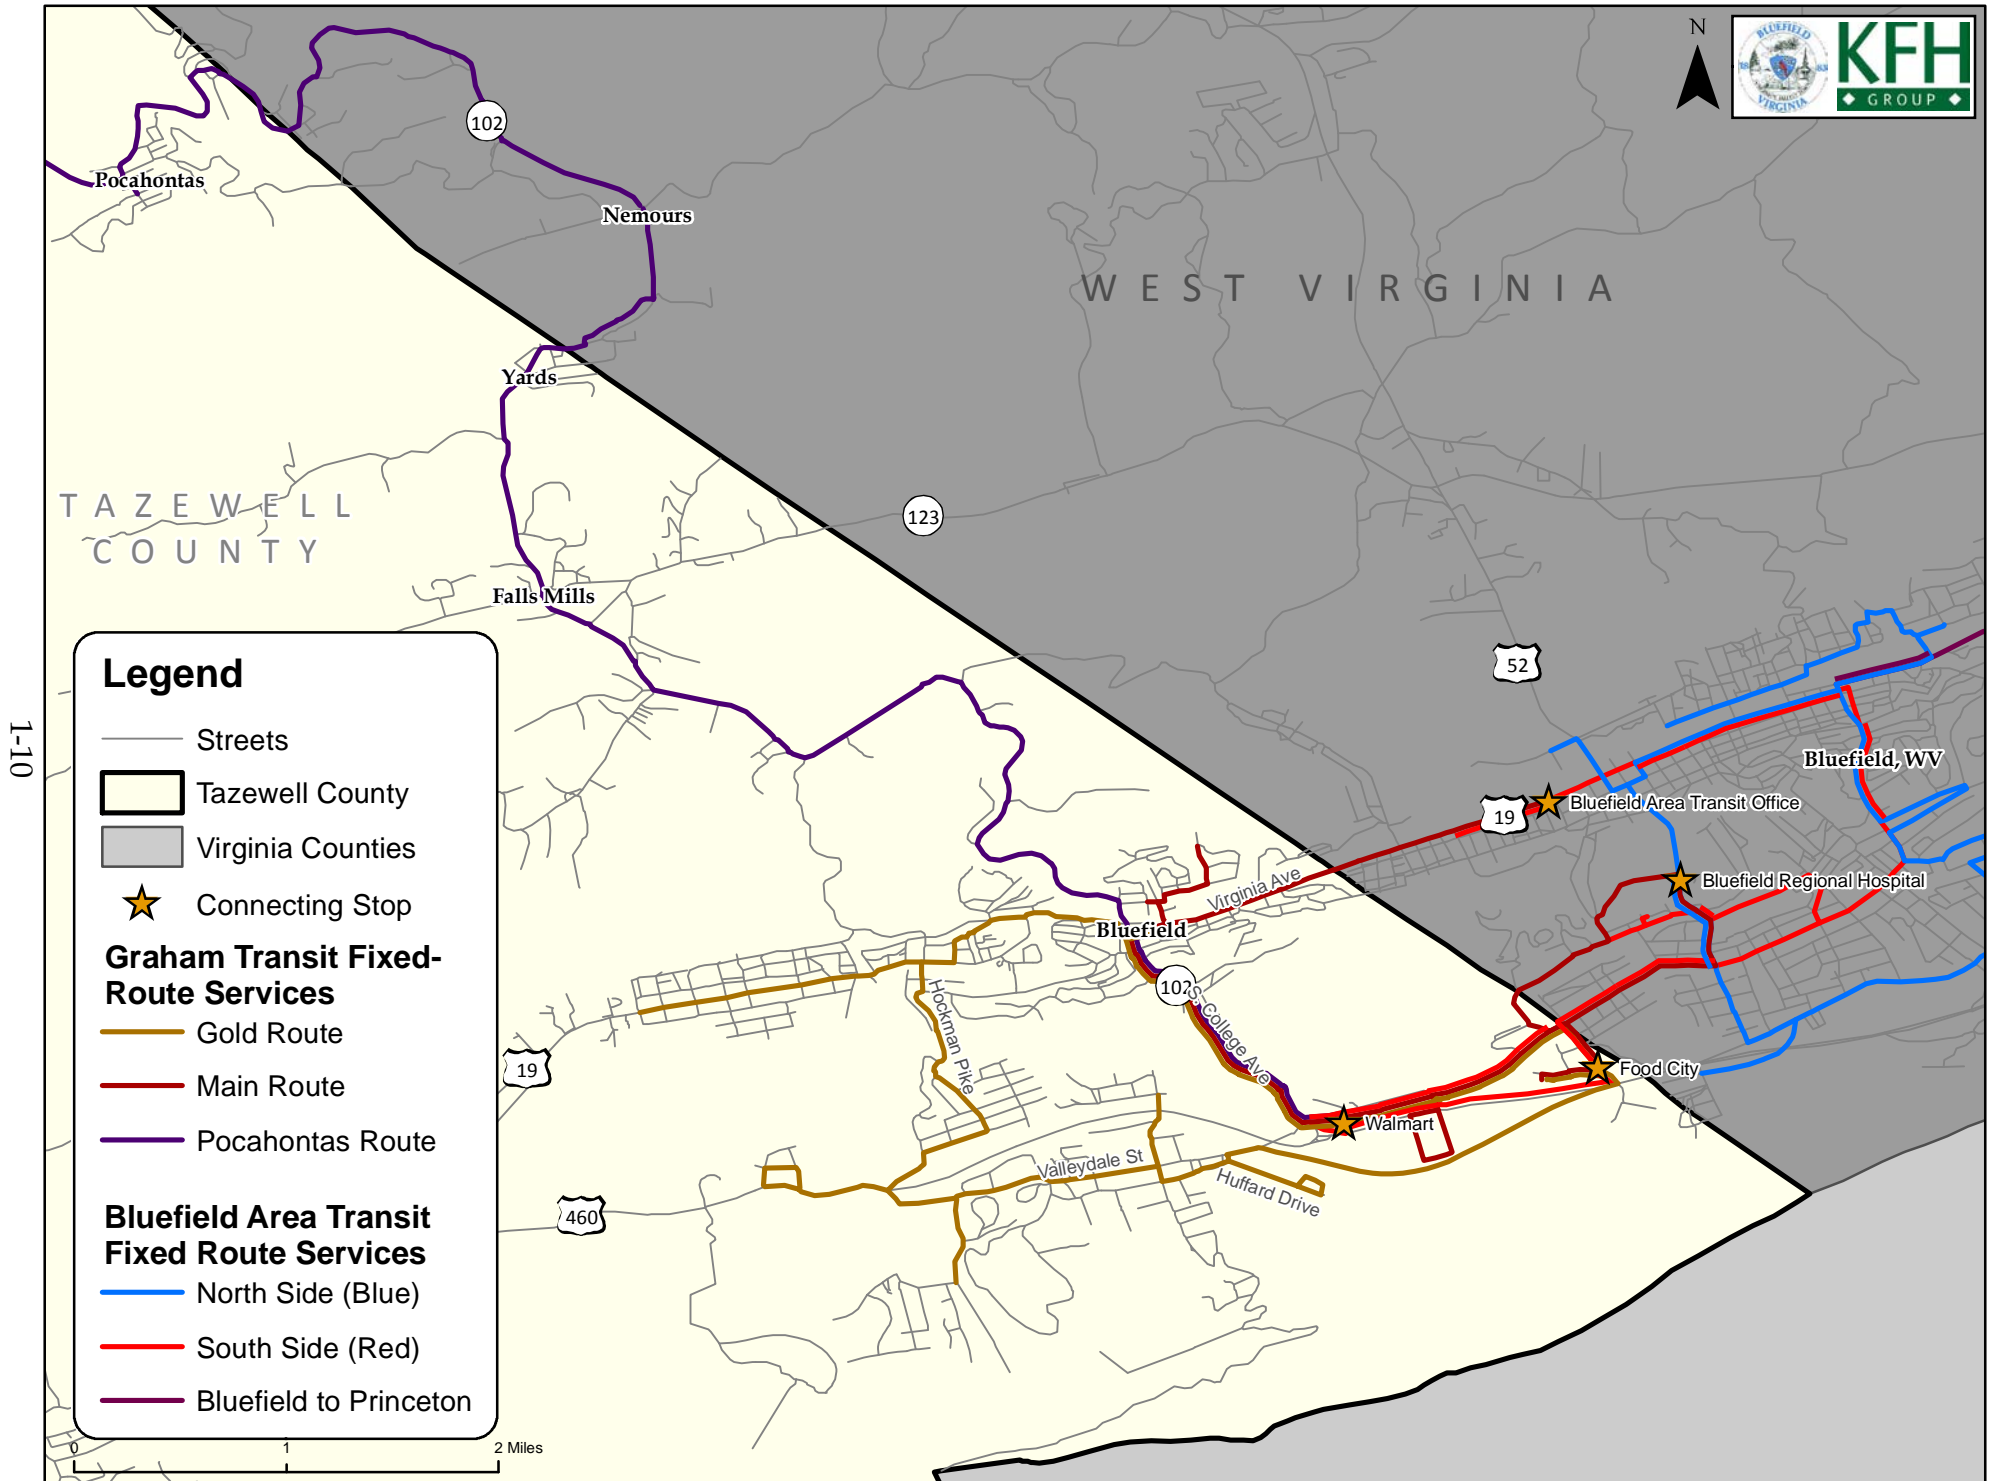 N
BLUEFIELD
VIRGINIA
KFH
GROUP
102
Pocahontas
Nemours
WEST VIRGINIA
Yards
TAZEWELL
COUNTY
123
Falls Mills
52
Bluefield, WV
19
Bluefield Area Transit Office
Bluefield Regional Hospital
Virginia Ave
Bluefield
102
S. College Ave
Hockman Pike
19
Food City
Walmart
Valleydale St
Huffard Drive
460
1-10
Legend
Streets
Tazewell County
Virginia Counties
Connecting Stop
Graham Transit Fixed-
Route Services
Gold Route
Main Route
Pocahontas Route
Bluefield Area Transit
Fixed Route Services
North Side (Blue)
South Side (Red)
Bluefield to Princeton
0 1 2 Miles